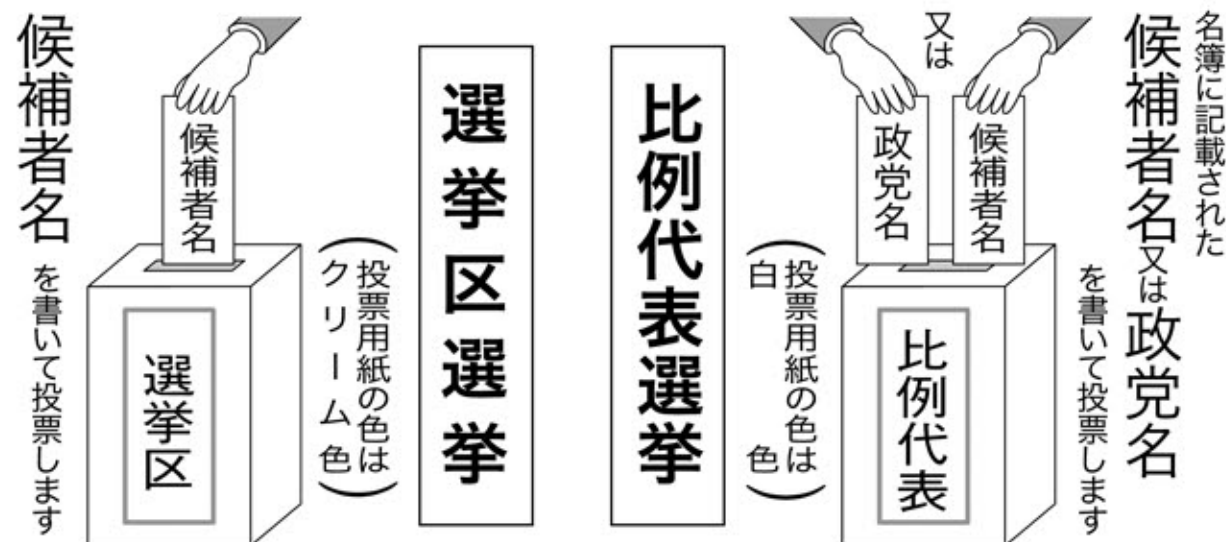 名簿に記載された
候補者名又は政党名
を書いて投票します
又は
候補者名
政党名
比例代表
(投票用紙の色は
白色)
比例代表選挙
選挙区選挙
(投票用紙の色は
クリーム色)
候補者名
選挙区
候補者名
を書いて投票します